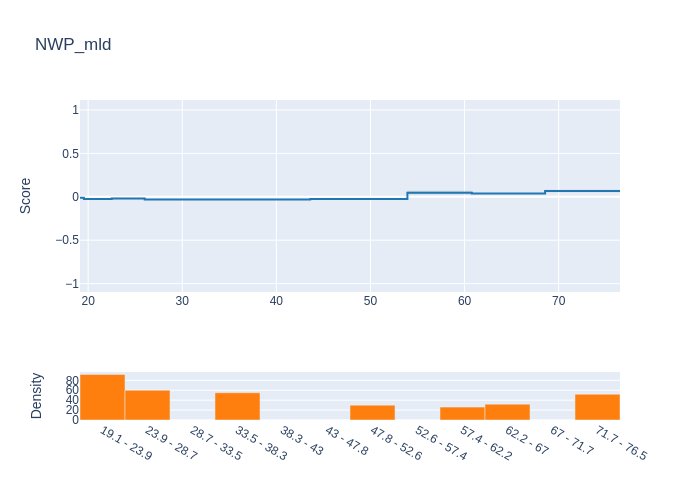 NWP_mld
Score
1
0.5
0
−0.5
−1
20 30 40 50 60 70
Density
80
60
40
20
0
19.1 - 23.9
23.9 - 28.7
28.7 - 33.5
33.5 - 38.3
38.3 - 43
43 - 47.8
47.8 - 52.6
52.6 - 57.4
57.4 - 62.2
62.2 - 67
67 - 71.7
71.7 - 76.5